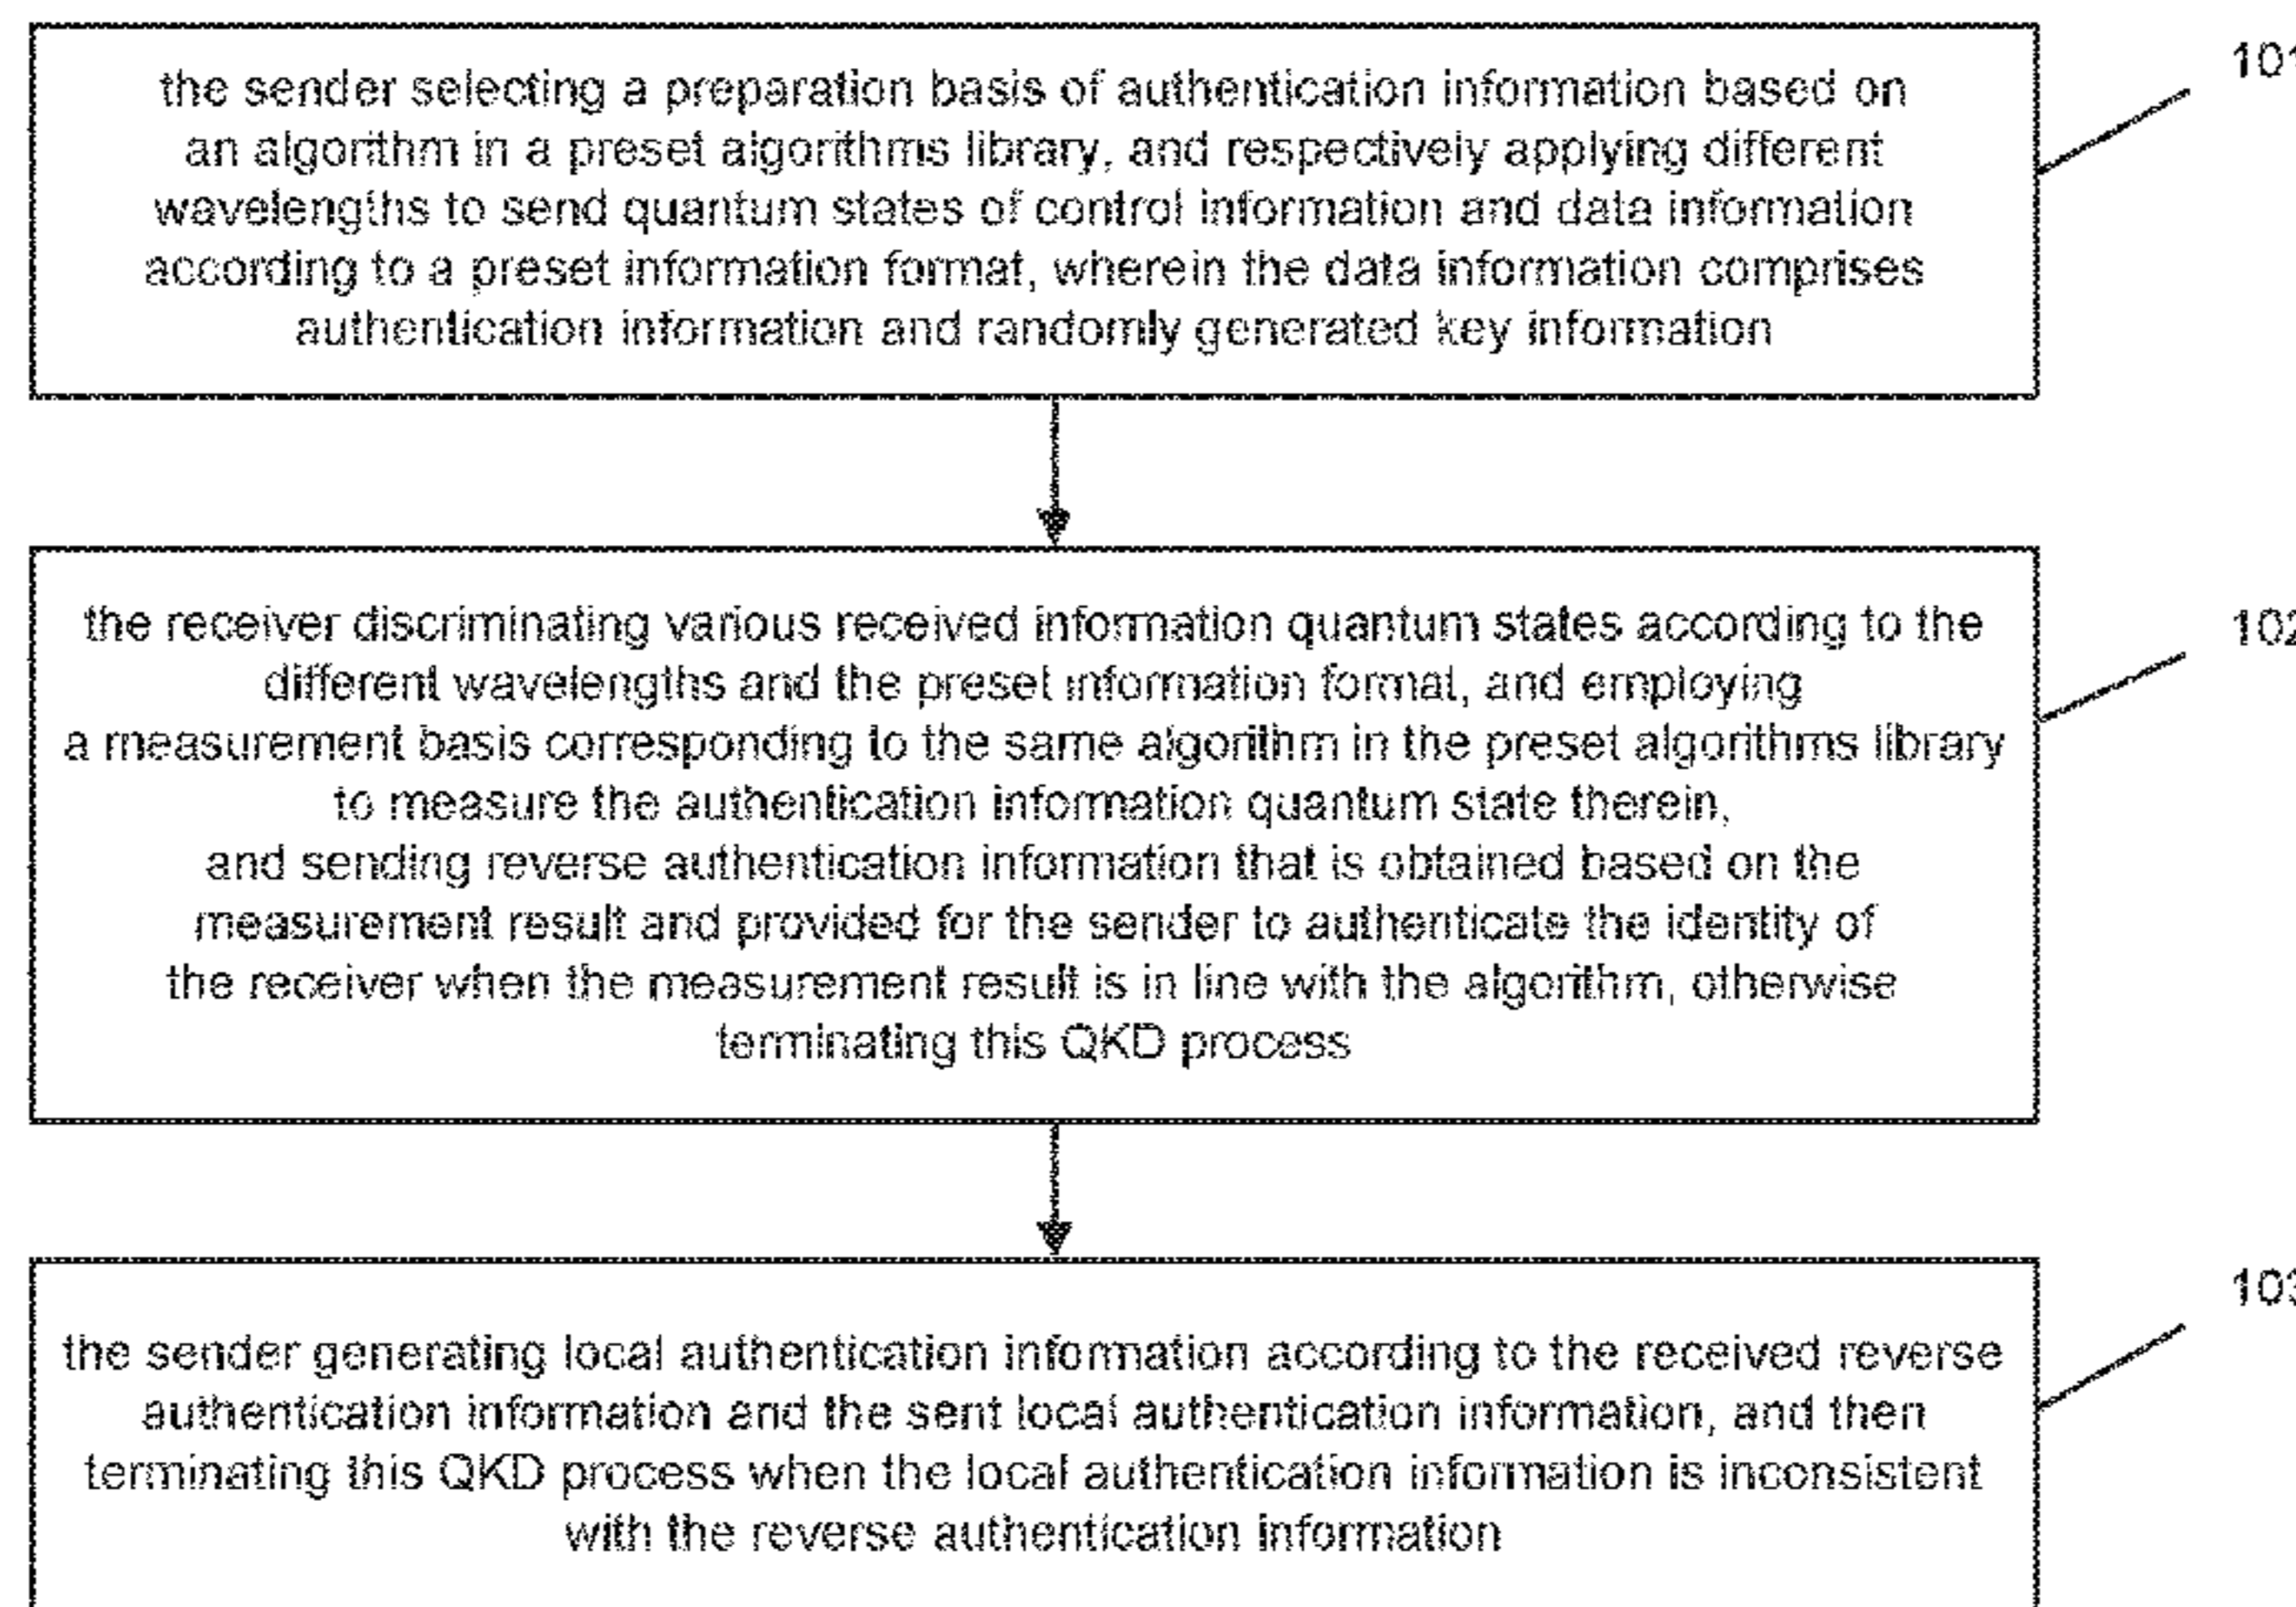 the sender selecting a preparation basis of authentication information based on
an algorithm in a preset algorithms library, and respectively applying different
wavelengths to send quantum states of control information and data information
according to a preset information format, wherein the data information comprises
authentication information and randomly generated key information
101
the receiver discriminating various received information quantum states according to the
different wavelengths and the preset information format, and employing
a measurement basis corresponding to the same algorithm in the preset algorithms library
to measure the authentication information quantum state therein,
and sending reverse authentication information that is obtained based on the
measurement result and provided for the sender to authenticate the identity of
the receiver when the measurement result is in line with the algorithm, otherwise
terminating this QKD process
102
the sender generating local authentication information according to the received reverse
authentication information and the sent local authentication information, and then
terminating this QKD process when the local authentication information is inconsistent
with the reverse authentication information
103